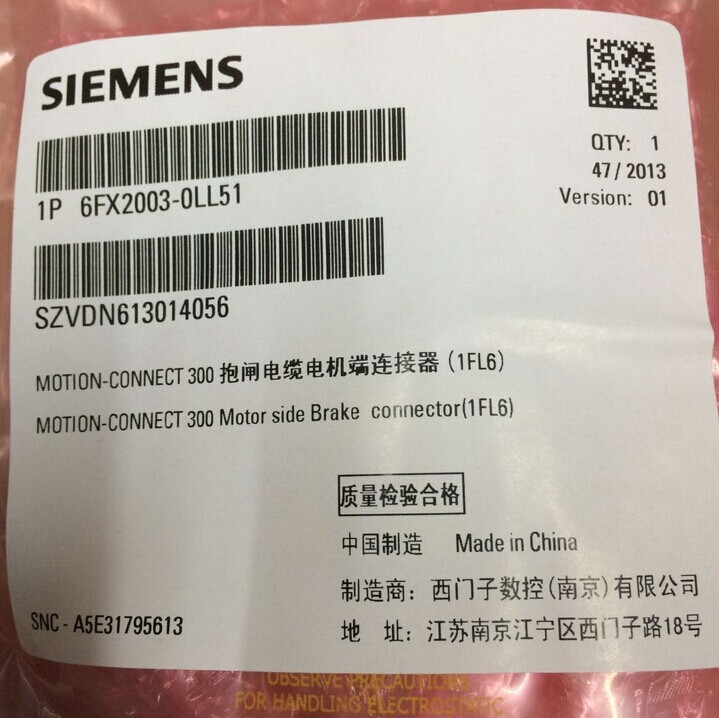 SIEMENS
QTY: 1
47/2013
Version: 01
1P 6FX2003-0LL51
SZVDN613014056
MOTION-CONNECT 300 抱闸电缆电机端连接器 (1FL6)
MOTION-CONNECT 300 Motor side Brake connector(1FL6)
质量检验合格
中国制造 Made in China
制造商: 西门子数控(南京)有限公司
SNC - A5E31795613
地 址: 江苏南京江宁区西门子路18号
OBSERVE PRECAUTIONS
FOR HANDLING ELECTROSTATIC